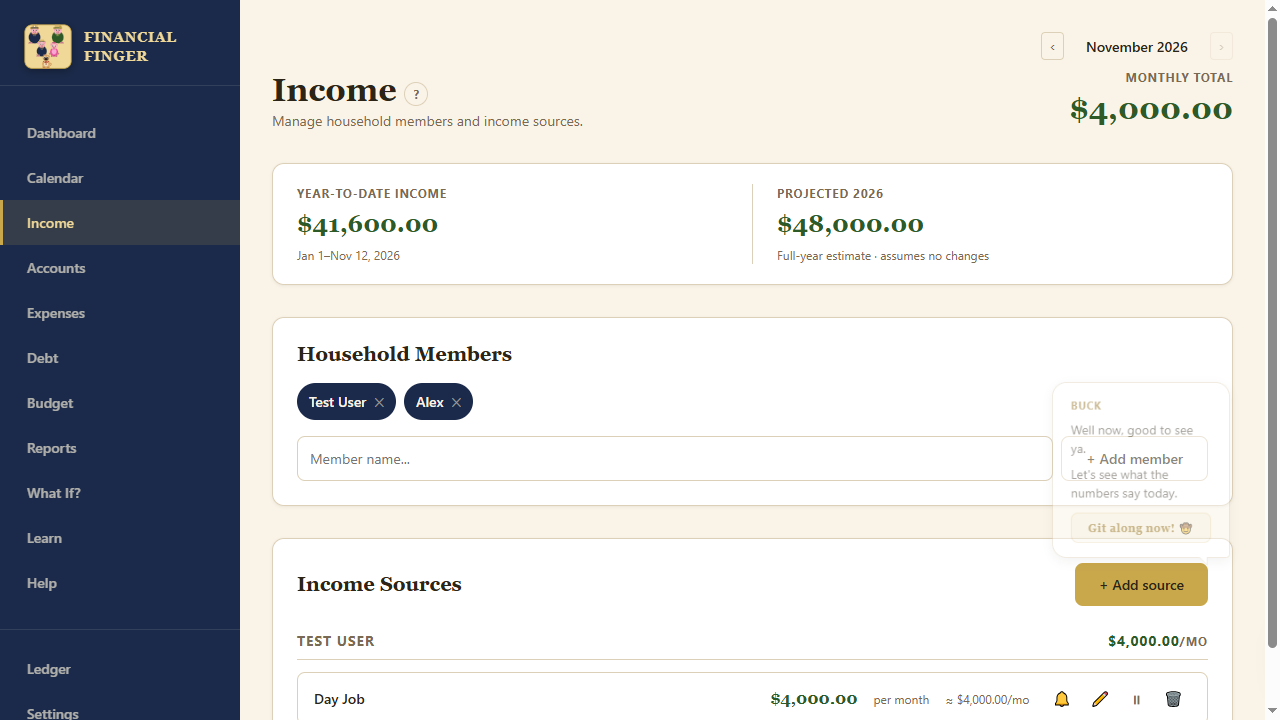 FINANCIAL
FINGER
Dashboard
Calendar
Income
Accounts
Expenses
Debt
Budget
Reports
What If?
Learn
Help
Ledger
Settings
‹ November 2026 ›
Income ?
Manage household members and income sources.
MONTHLY TOTAL
$4,000.00
YEAR-TO-DATE INCOME
$41,600.00
Jan 1–Nov 12, 2026
PROJECTED 2026
$48,000.00
Full-year estimate · assumes no changes
Household Members
Test User ×
Alex ×
Member name...
+ Add member
BUCK
Well now, good to see
ya.
Let's see what the
numbers say today.
Git along now! 🤠
Income Sources
+ Add source
TEST USER
$4,000.00/MO
Day Job
$4,000.00 per month ≈ $4,000.00/mo